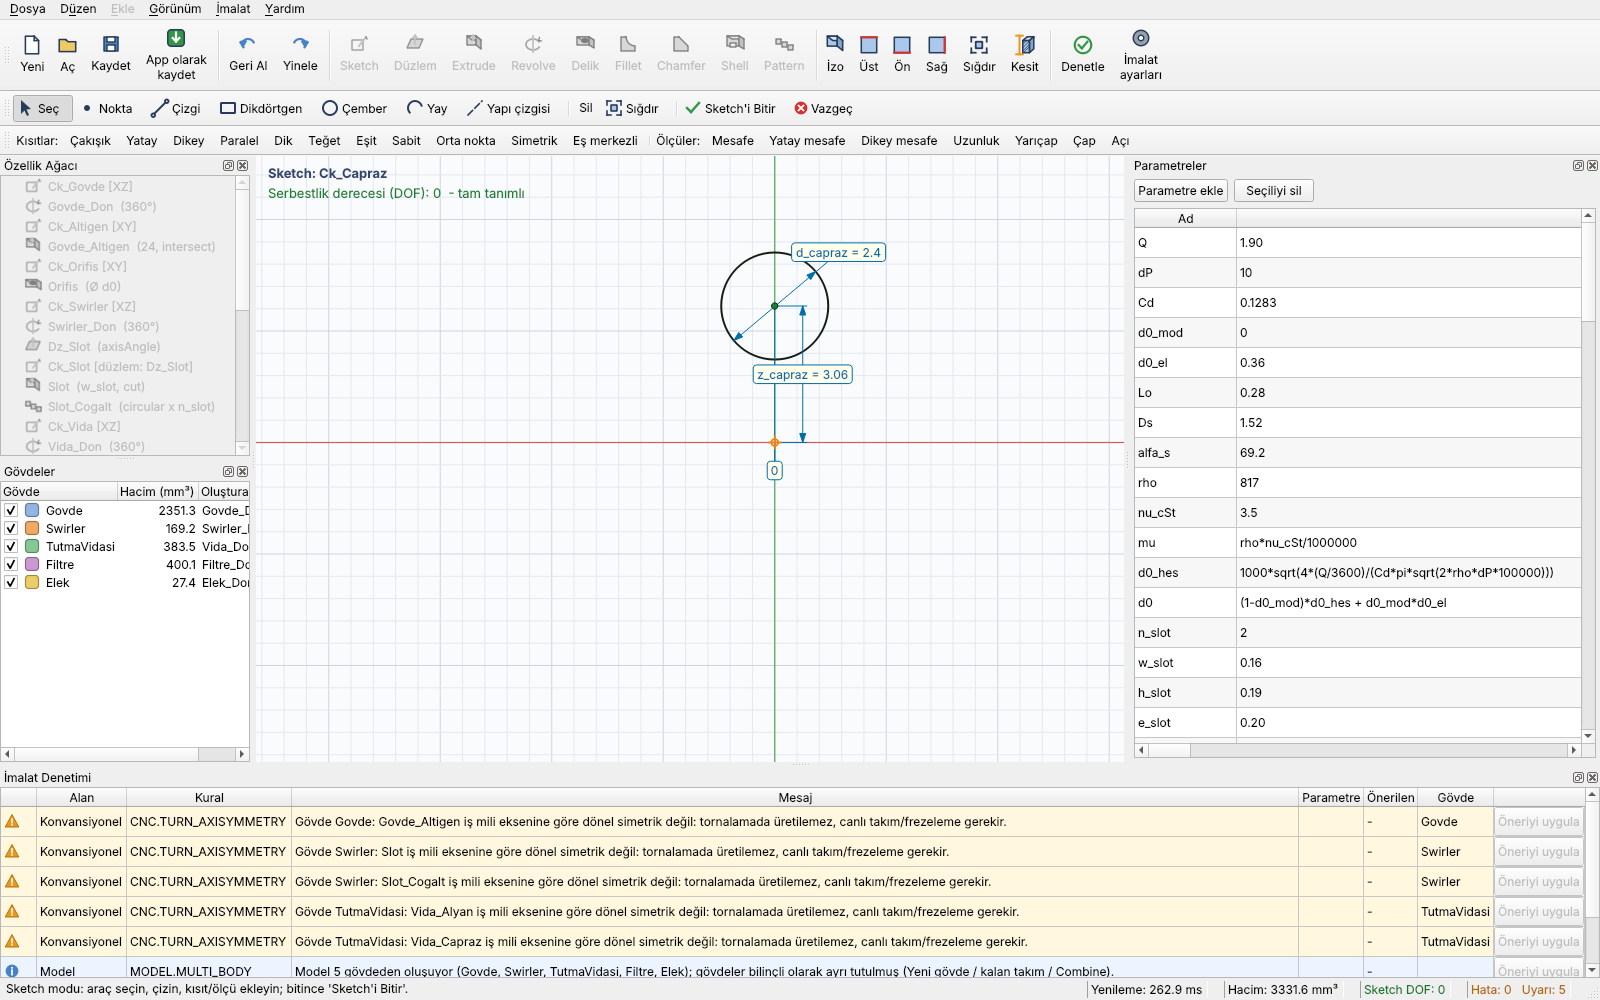 Dosya Düzen Ekle Görünüm İmalat Yardım
Yeni Aç Kaydet App olarak kaydet Geri Al Yinele Sketch Düzlem Extrude Revolve Delik Fillet Chamfer Shell Pattern İzo Üst Ön Sağ Sığdır Kesit Denetle İmalat ayarları
Seç Nokta Çizgi Dikdörtgen Çember Yay Yapı çizgisi Sil Sığdır Sketch'i Bitir Vazgeç
Kısıtlar: Çakışık Yatay Dikey Paralel Dik Teğet Eşit Sabit Orta nokta Simetrik Eş merkezli Ölçüler: Mesafe Yatay mesafe Dikey mesafe Uzunluk Yarıçap Çap Açı
Özellik Ağacı
Ck_Govde [XZ]
Govde_Don (360°)
Ck_Altigen [XY]
Govde_Altigen (24, intersect)
Ck_Orifis [XY]
Orifis (Ø d0)
Ck_Swirler [XZ]
Swirler_Don (360°)
Dz_Slot (axisAngle)
Ck_Slot [düzlem: Dz_Slot]
Slot (w_slot, cut)
Slot_Cogalt (circular x n_slot)
Ck_Vida [XZ]
Vida_Don (360°)
Gövdeler
Gövde Hacim (mm³) Oluştura
Govde 2351.3 Govde_D
Swirler 169.2 Swirler_
TutmaVidasi 383.5 Vida_Do
Filtre 400.1 Filtre_Do
Elek 27.4 Elek_Do
Sketch: Ck_Capraz
Serbestlik derecesi (DOF): 0 - tam tanımlı
d_capraz = 2.4
z_capraz = 3.06
0
Parametreler
Parametre ekle Seçiliyi sil
Ad
Q 1.90
dP 10
Cd 0.1283
d0_mod 0
d0_el 0.36
Lo 0.28
Ds 1.52
alfa_s 69.2
rho 817
nu_cSt 3.5
mu rho*nu_cSt/1000000
d0_hes 1000*sqrt(4*(Q/3600)/(Cd*pi*sqrt(2*rho*dP*100000)))
d0 (1-d0_mod)*d0_hes + d0_mod*d0_el
n_slot 2
w_slot 0.16
h_slot 0.19
e_slot 0.20
İmalat Denetimi
Alan Kural Mesaj Parametre Önerilen Gövde
Konvansiyonel CNC.TURN_AXISYMMETRY Gövde Govde: Govde_Altigen iş mili eksenine göre dönel simetrik değil: tornalamada üretilemez, canlı takım/frezeleme gerekir. - Govde Öneriyi uygula
Konvansiyonel CNC.TURN_AXISYMMETRY Gövde Swirler: Slot iş mili eksenine göre dönel simetrik değil: tornalamada üretilemez, canlı takım/frezeleme gerekir. - Swirler Öneriyi uygula
Konvansiyonel CNC.TURN_AXISYMMETRY Gövde Swirler: Slot_Cogalt iş mili eksenine göre dönel simetrik değil: tornalamada üretilemez, canlı takım/frezeleme gerekir. - Swirler Öneriyi uygula
Konvansiyonel CNC.TURN_AXISYMMETRY Gövde TutmaVidasi: Vida_Alyan iş mili eksenine göre dönel simetrik değil: tornalamada üretilemez, canlı takım/frezeleme gerekir. - TutmaVidasi Öneriyi uygula
Konvansiyonel CNC.TURN_AXISYMMETRY Gövde TutmaVidasi: Vida_Capraz iş mili eksenine göre dönel simetrik değil: tornalamada üretilemez, canlı takım/frezeleme gerekir. - TutmaVidasi Öneriyi uygula
Model MODEL.MULTI_BODY Model 5 gövdeden oluşuyor (Govde, Swirler, TutmaVidasi, Filtre, Elek); gövdeler bilinçli olarak ayrı tutulmuş (Yeni gövde / kalan takım / Combine). - Öneriyi uygula
Sketch modu: araç seçin, çizin, kısıt/ölçü ekleyin; bitince 'Sketch'i Bitir'. Yenileme: 262.9 ms Hacim: 3331.6 mm³ Sketch DOF: 0 Hata: 0 Uyarı: 5